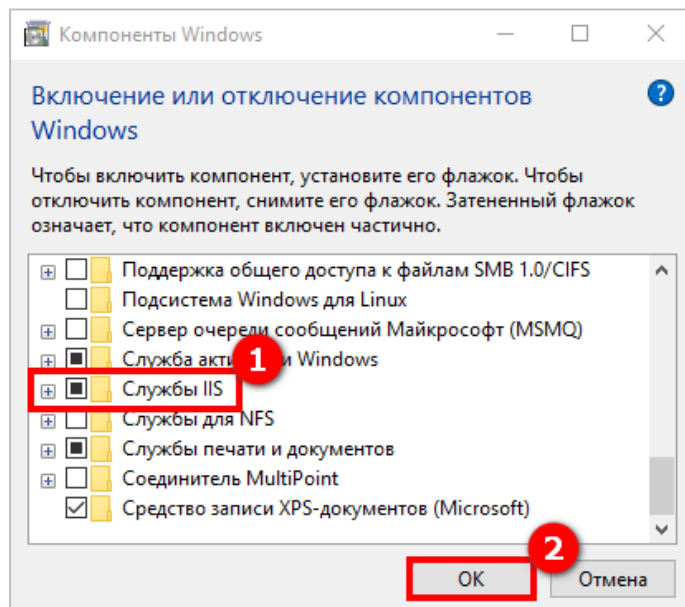 Компоненты Windows
Включение или отключение компонентов
Windows
Чтобы включить компонент, установите его флажок. Чтобы
отключить компонент, снимите его флажок. Затененный флажок
означает, что компонент включен частично.
Поддержка общего доступа к файлам SMB 1.0/CIFS
Подсистема Windows для Linux
Сервер очереди сообщений Майкрософт (MSMQ)
Служба Windows
1
Службы IIS
Службы для NFS
Службы печати и документов
Соединитель MultiPoint
Средство записи XPS-документов (Microsoft)
2
ОК
Отмена